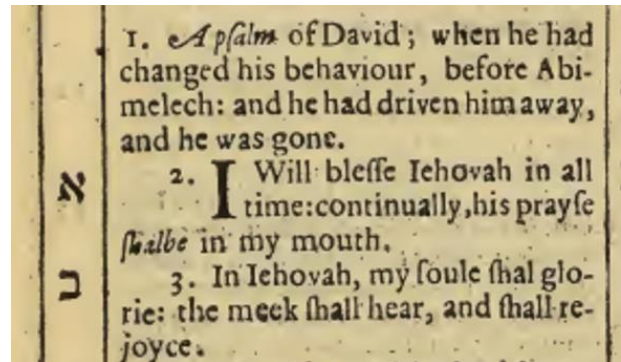 1. A psalm of David; when he had
changed his behaviour, before Abi-
melech: and he had driven him away,
and he was gone.
א 2. I Will blesse Iehovah in all
time: continually, his prayse
shalbe in my mouth.
ב 3. In Iehovah, my soule shal glo-
rie: the meek shall hear, and shall re-
joyce.